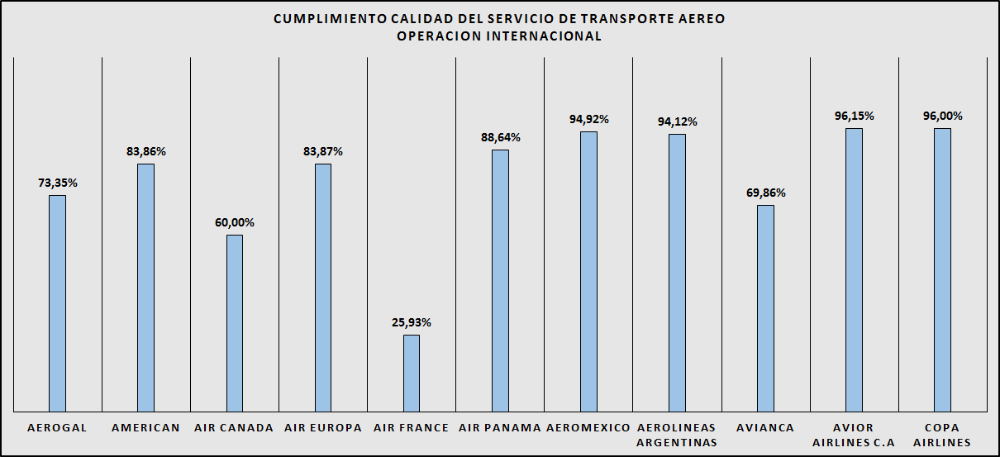 CUMPLIMIENTO CALIDAD DEL SERVICIO DE TRANSPORTE AEREO
OPERACION INTERNACIONAL
73,35%
83,86%
60,00%
83,87%
25,93%
88,64%
94,92%
94,12%
69,86%
96,15%
96,00%
AEROGAL
AMERICAN
AIR CANADA
AIR EUROPA
AIR FRANCE
AIR PANAMA
AEROMEXICO
AEROLINEAS
ARGENTINAS
AVIANCA
AVIOR
AIRLINES C.A
COPA
AIRLINES